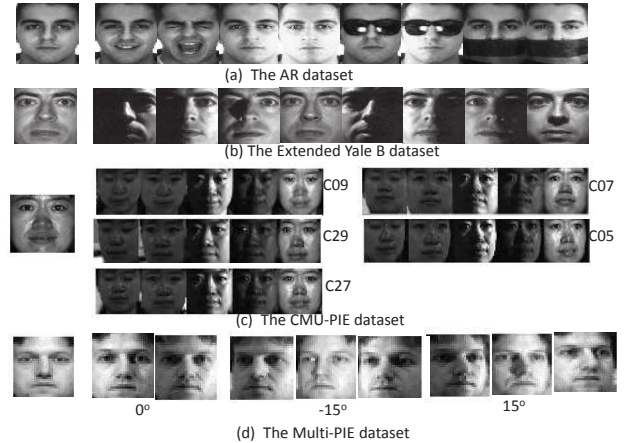 (a) The AR dataset
(b) The Extended Yale B dataset
C09
C07
C29
C05
C27
(c) The CMU-PIE dataset
0°
-15°
15°
(d) The Multi-PIE dataset